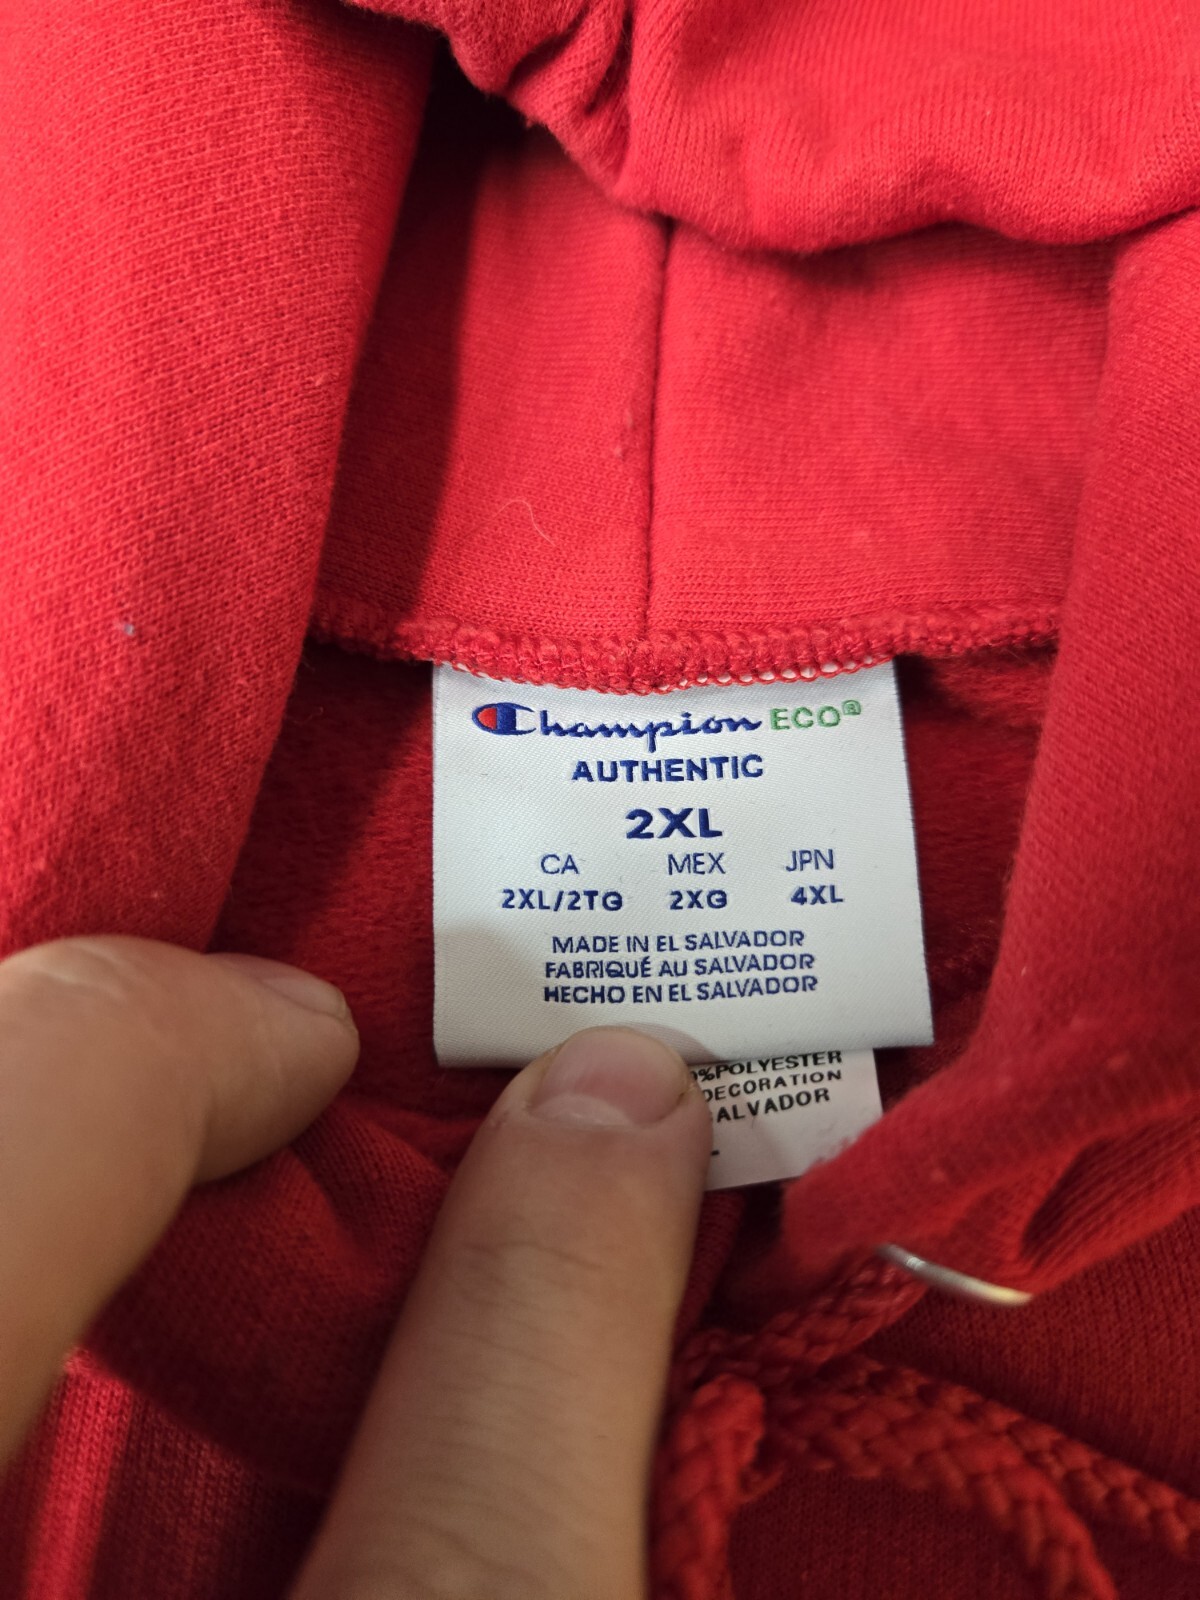 Champion ECO®
AUTHENTIC
2XL
CA MEX JPN
2XL/2TG 2XG 4XL
MADE IN EL SALVADOR
FABRIQUÉ AU SALVADOR
HECHO EN EL SALVADOR
%POLYESTER
DECORATION
ALVADOR